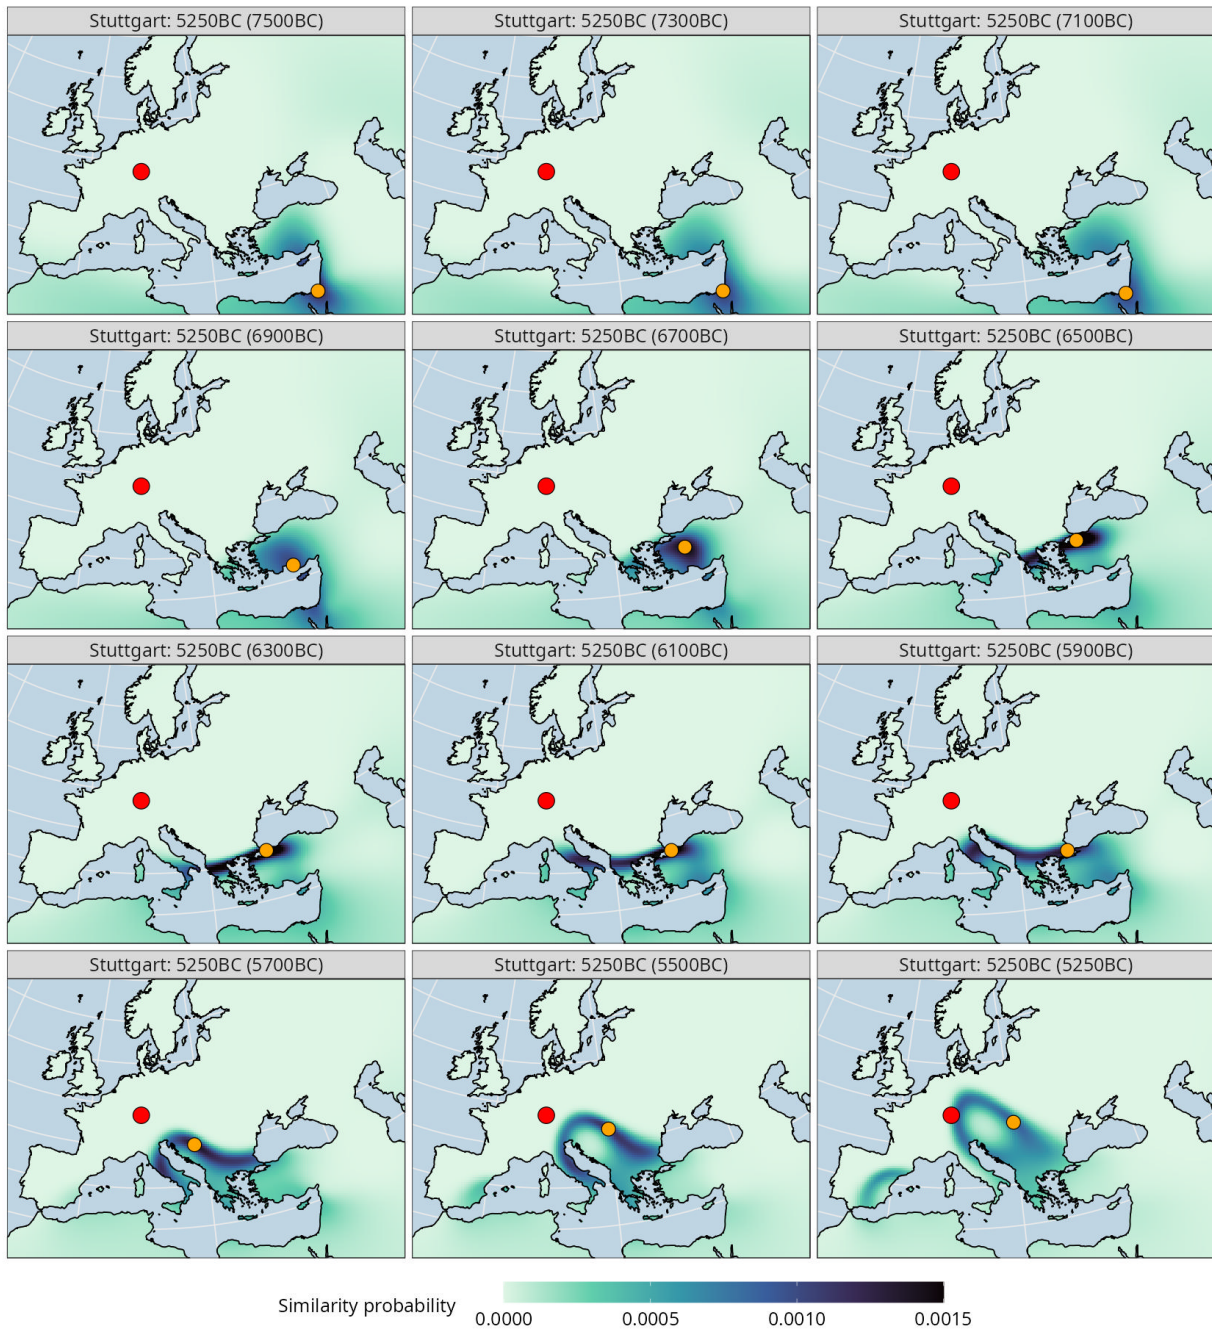 Stuttgart: 5250BC (7500BC)
Stuttgart: 5250BC (7300BC)
Stuttgart: 5250BC (7100BC)
Stuttgart: 5250BC (6900BC)
Stuttgart: 5250BC (6700BC)
Stuttgart: 5250BC (6500BC)
Stuttgart: 5250BC (6300BC)
Stuttgart: 5250BC (6100BC)
Stuttgart: 5250BC (5900BC)
Stuttgart: 5250BC (5700BC)
Stuttgart: 5250BC (5500BC)
Stuttgart: 5250BC (5250BC)
Similarity probability
0.0000 0.0005 0.0010 0.0015